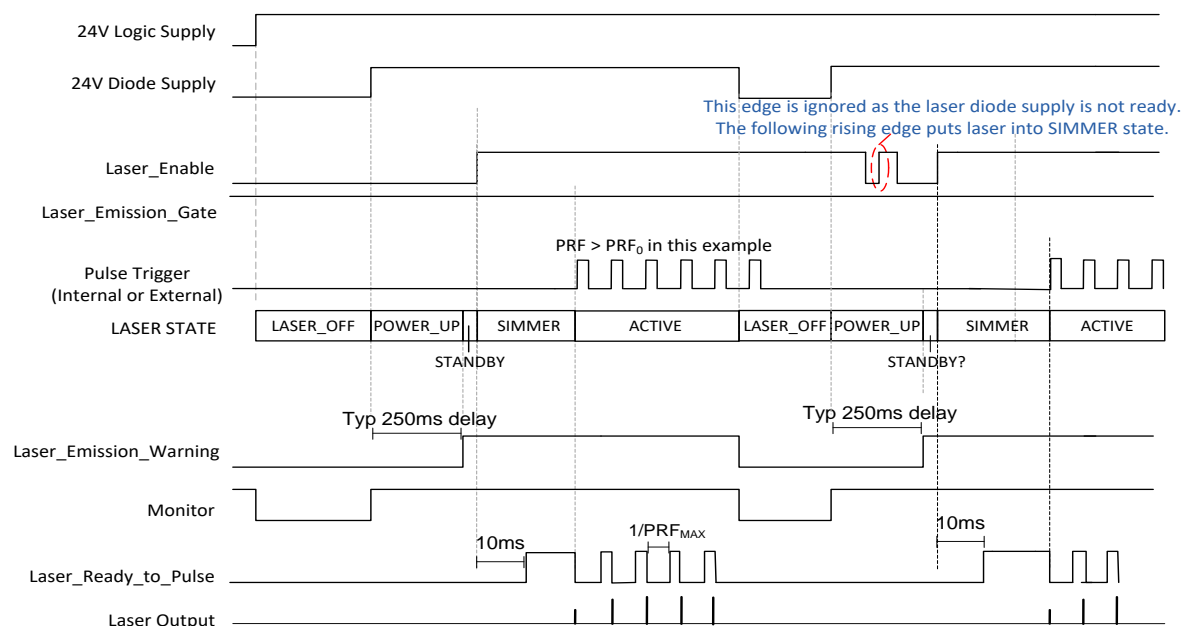 24V Logic Supply
24V Diode Supply
This edge is ignored as the laser diode supply is not ready.
The following rising edge puts laser into SIMMER state.
Laser_Enable
Laser_Emission_Gate
PRF > PRF₀ in this example
Pulse Trigger
(Internal or External)
LASER STATE
LASER_OFF POWER_UP SIMMER ACTIVE LASER_OFF POWER_UP SIMMER ACTIVE
STANDBY STANDBY?
Typ 250ms delay Typ 250ms delay
Laser_Emission_Warning
Monitor
10ms 1/PRF_MAX 10ms
Laser_Ready_to_Pulse
Laser Output